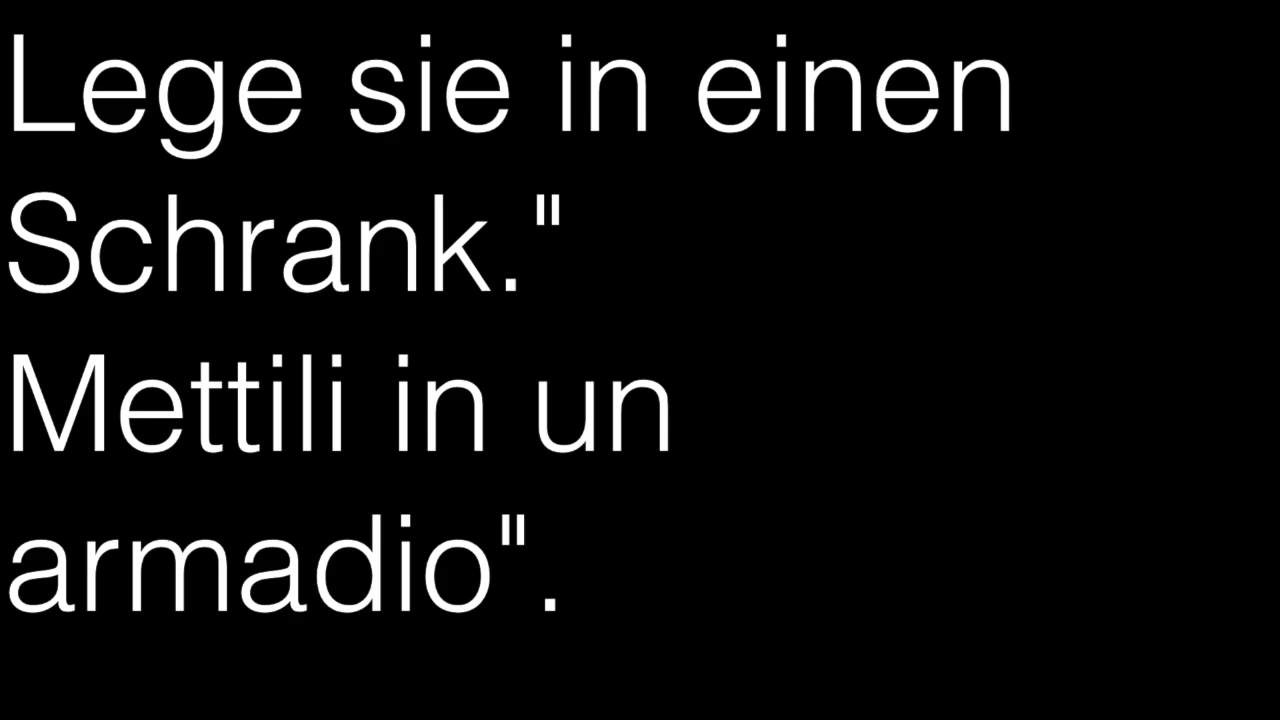 Lege sie in einen
Schrank."
Mettili in un
armadio".